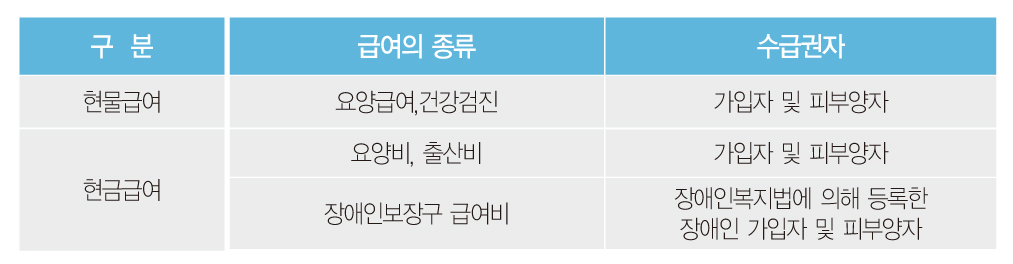 구 분 급여의 종류 수급권자
현물급여 요양급여,건강검진 가입자 및 피부양자
현금급여 요양비, 출산비 가입자 및 피부양자
장애인보장구 급여비 장애인복지법에 의해 등록한
장애인 가입자 및 피부양자